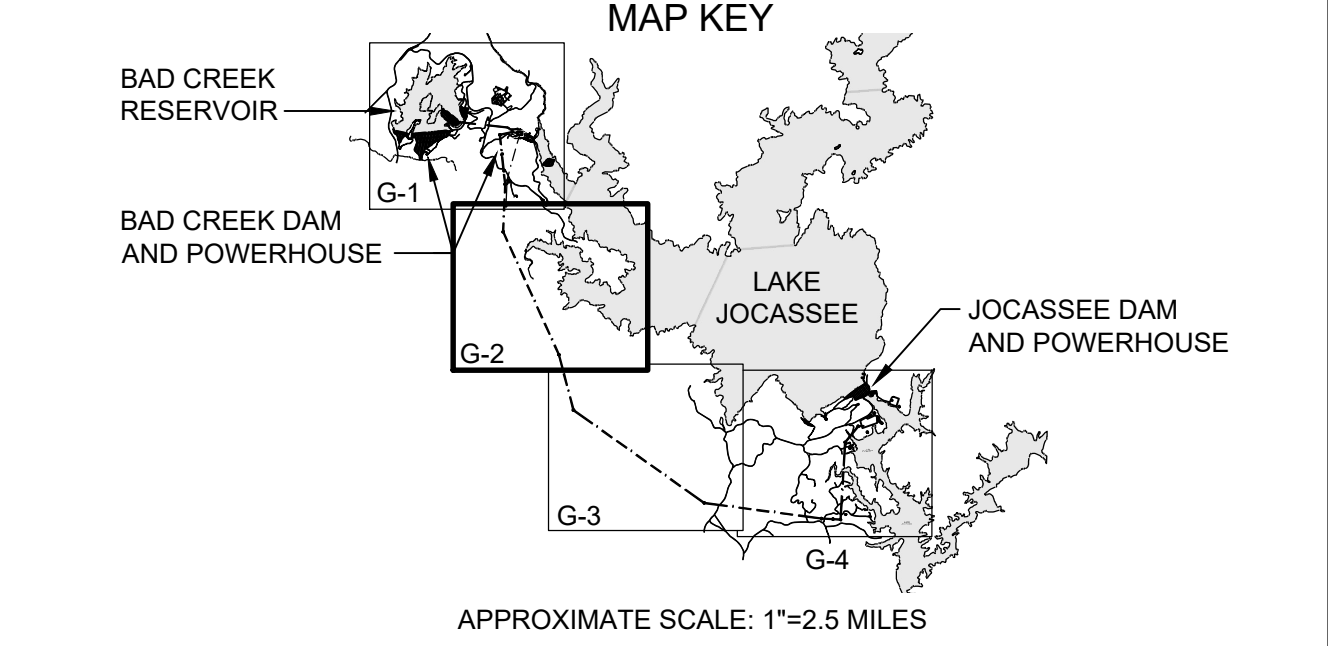 MAP KEY
BAD CREEK
RESERVOIR
G-1
BAD CREEK DAM
AND POWERHOUSE
LAKE
JOCASSEE
JOCASSEE DAM
AND POWERHOUSE
G-2
G-3
G-4
APPROXIMATE SCALE: 1"=2.5 MILES